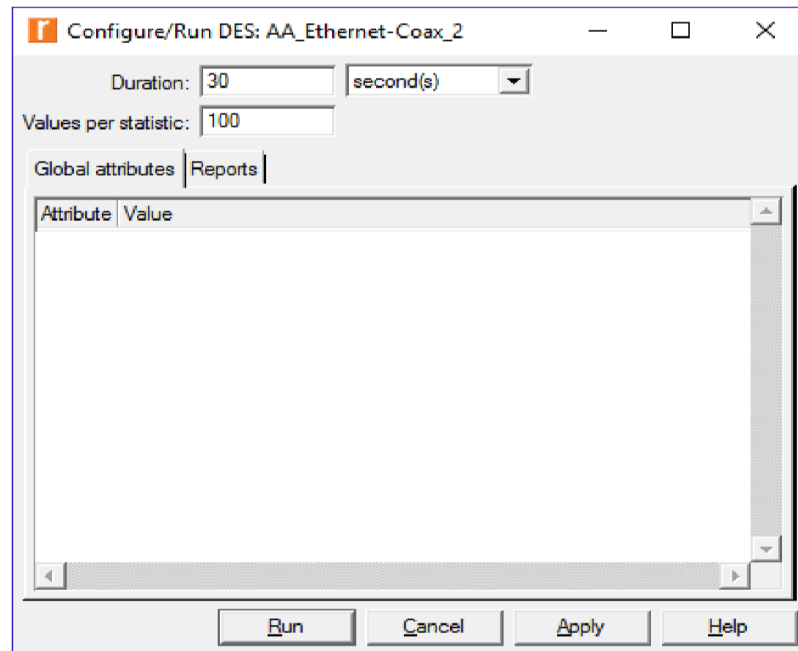 Configure/Run DES: AA_Ethernet-Coax_2
Duration: 30 second(s)
Values per statistic: 100
Global attributes Reports
Attribute Value
Run Cancel Apply Help